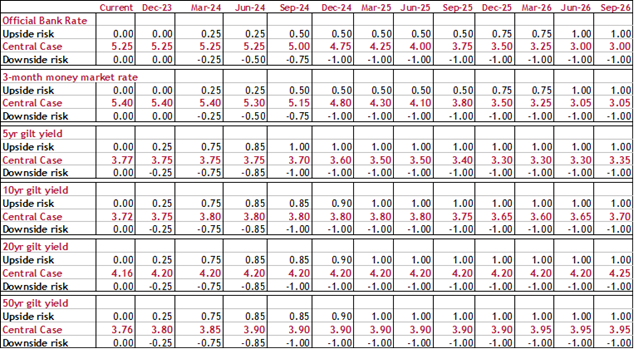 Current Dec-23 Mar-24 Jun-24 Sep-24 Dec-24 Mar-25 Jun-25 Sep-25 Dec-25 Mar-26 Jun-26 Sep-26
Official Bank Rate
Upside risk 0.00 0.00 0.25 0.25 0.50 0.50 0.50 0.50 0.50 0.75 0.75 1.00 1.00
Central Case 5.25 5.25 5.25 5.25 5.00 4.75 4.25 4.00 3.75 3.50 3.25 3.00 3.00
Downside risk 0.00 0.00 -0.25 -0.50 -0.75 -1.00 -1.00 -1.00 -1.00 -1.00 -1.00 -1.00 -1.00
3-month money market rate
Upside risk 0.00 0.00 0.25 0.25 0.50 0.50 0.50 0.50 0.50 0.75 0.75 1.00 1.00
Central Case 5.40 5.40 5.40 5.30 5.15 4.80 4.30 4.10 3.80 3.50 3.25 3.05 3.05
Downside risk 0.00 0.00 -0.25 -0.50 -0.75 -1.00 -1.00 -1.00 -1.00 -1.00 -1.00 -1.00 -1.00
5yr gilt yield
Upside risk 0.00 0.25 0.75 0.85 1.00 1.00 1.00 1.00 1.00 1.00 1.00 1.00 1.00
Central Case 3.77 3.75 3.75 3.75 3.70 3.60 3.50 3.50 3.40 3.30 3.30 3.30 3.35
Downside risk 0.00 -0.25 -0.75 -0.85 -1.00 -1.00 -1.00 -1.00 -1.00 -1.00 -1.00 -1.00 -1.00
10yr gilt yield
Upside risk 0.00 0.25 0.75 0.85 0.85 0.90 1.00 1.00 1.00 1.00 1.00 1.00 1.00
Central Case 3.72 3.75 3.80 3.80 3.80 3.80 3.80 3.80 3.75 3.65 3.60 3.65 3.70
Downside risk 0.00 -0.25 -0.75 -0.85 -1.00 -1.00 -1.00 -1.00 -1.00 -1.00 -1.00 -1.00 -1.00
20yr gilt yield
Upside risk 0.00 0.25 0.75 0.85 0.85 0.90 1.00 1.00 1.00 1.00 1.00 1.00 1.00
Central Case 4.16 4.20 4.20 4.20 4.20 4.20 4.20 4.20 4.20 4.20 4.20 4.20 4.25
Downside risk 0.00 -0.25 -0.75 -0.85 -1.00 -1.00 -1.00 -1.00 -1.00 -1.00 -1.00 -1.00 -1.00
50yr gilt yield
Upside risk 0.00 0.25 0.75 0.85 0.85 0.90 1.00 1.00 1.00 1.00 1.00 1.00 1.00
Central Case 3.76 3.80 3.85 3.90 3.90 3.90 3.90 3.90 3.90 3.90 3.95 3.95 3.95
Downside risk 0.00 -0.25 -0.75 -0.85 -1.00 -1.00 -1.00 -1.00 -1.00 -1.00 -1.00 -1.00 -1.00